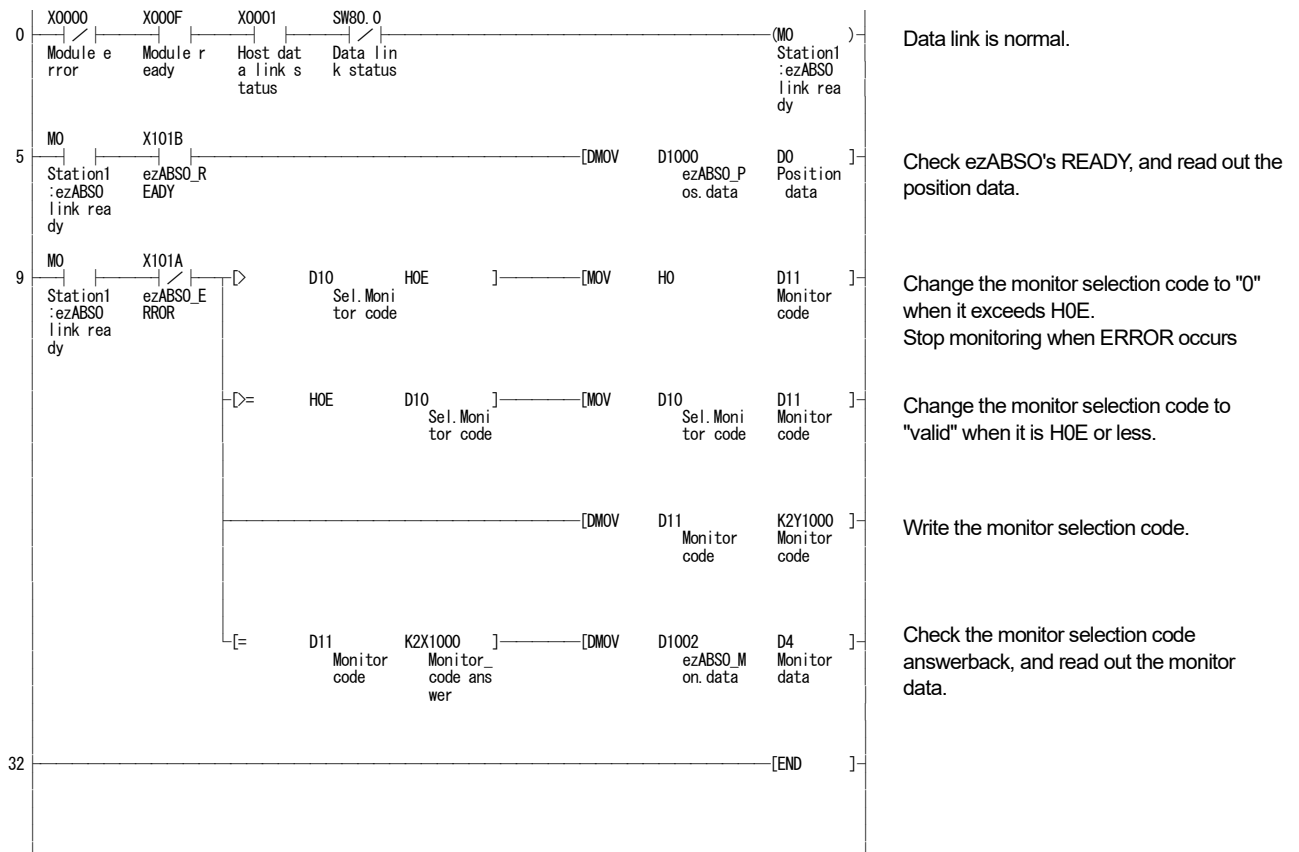 X0000 X000F X0001 SW80.0
0 (M0 ) Data link is normal.
Module e Module r Host dat Data lin Station1
rror eady a link s k status :ezABSO
tatus link rea
dy
M0 X101B
5 [DMOV D1000 D0 ] Check ezABSO's READY, and read out the
Station1 ezABSO_R ezABSO_P Position position data.
:ezABSO EADY os.data data
link rea
dy
M0 X101A
9 [> D10 H0E ] [MOV H0 D11 ] Change the monitor selection code to "0"
Station1 ezABSO_E Sel.Moni Monitor when it exceeds H0E.
:ezABSO RROR tor code code
link rea Stop monitoring when ERROR occurs
dy
[>= H0E D10 ] [MOV D10 D11 ] Change the monitor selection code to
Sel.Moni Sel.Moni Monitor "valid" when it is H0E or less.
tor code tor code code
[DMOV D11 K2Y1000 ] Write the monitor selection code.
Monitor Monitor
code code
[= D11 K2X1000 ] [DMOV D1002 D4 ] Check the monitor selection code
Monitor Monitor_ ezABSO_M Monitor answerback, and read out the monitor
code code ans on.data data data.
wer
32 [END ]